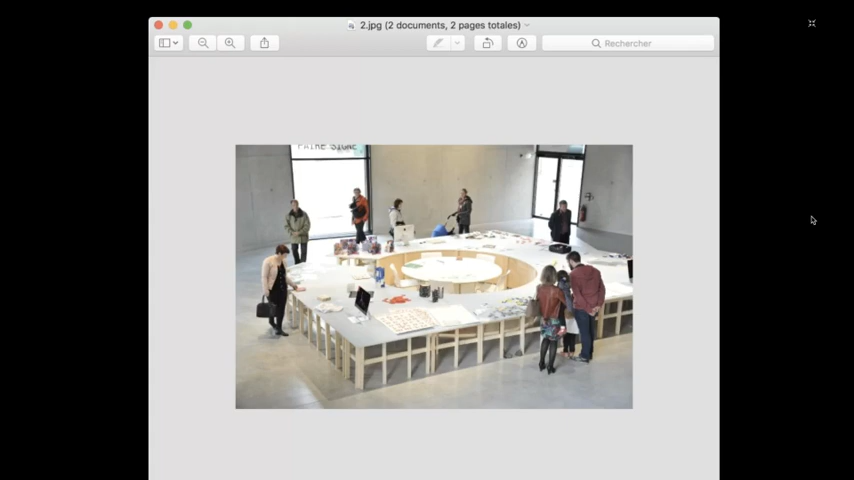 2.jpg (2 documents, 2 pages totales)
Rechercher
FAIRE SIGNE